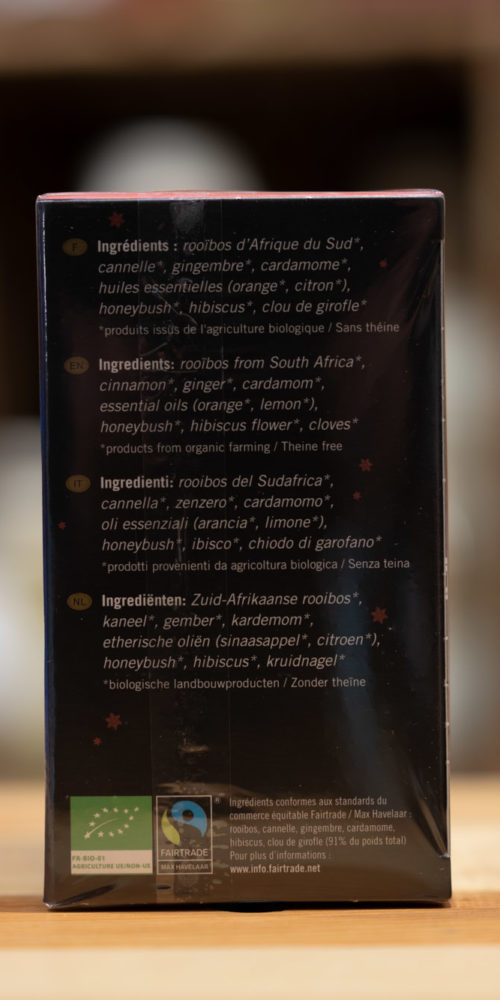 F Ingrédients : rooïbos d'Afrique du Sud*,
cannelle*, gingembre*, cardamome*,
huiles essentielles (orange*, citron*),
honeybush*, hibiscus*, clou de girofle*
*produits issus de l'agriculture biologique / Sans théine
EN Ingredients: rooïbos from South Africa*,
cinnamon*, ginger*, cardamom*,
essential oils (orange*, lemon*),
honeybush*, hibiscus flower*, cloves*
*products from organic farming / Theine free
IT Ingredienti: rooibos del Sudafrica*,
cannella*, zenzero*, cardamomo*,
oli essenziali (arancia*, limone*),
honeybush*, ibisco*, chiodo di garofano*
*prodotti provenienti da agricoltura biologica / Senza teina
NL Ingrediënten: Zuid-Afrikaanse rooibos*,
kaneel*, gember*, kardemom*,
etherische oliën (sinaasappel*, citroen*),
honeybush*, hibiscus*, kruidnagel*
*biologische landbouwproducten / Zonder theïne
FR-BIO-01
AGRICULTURE UE/NON-UE
FAIRTRADE
MAX HAVELAAR
®
Ingrédients conformes aux standards du
commerce équitable Fairtrade / Max Havelaar :
rooibos, cannelle, gingembre, cardamome,
hibiscus, clou de girofle (91% du poids total)
Pour plus d'informations :
www.info.fairtrade.net